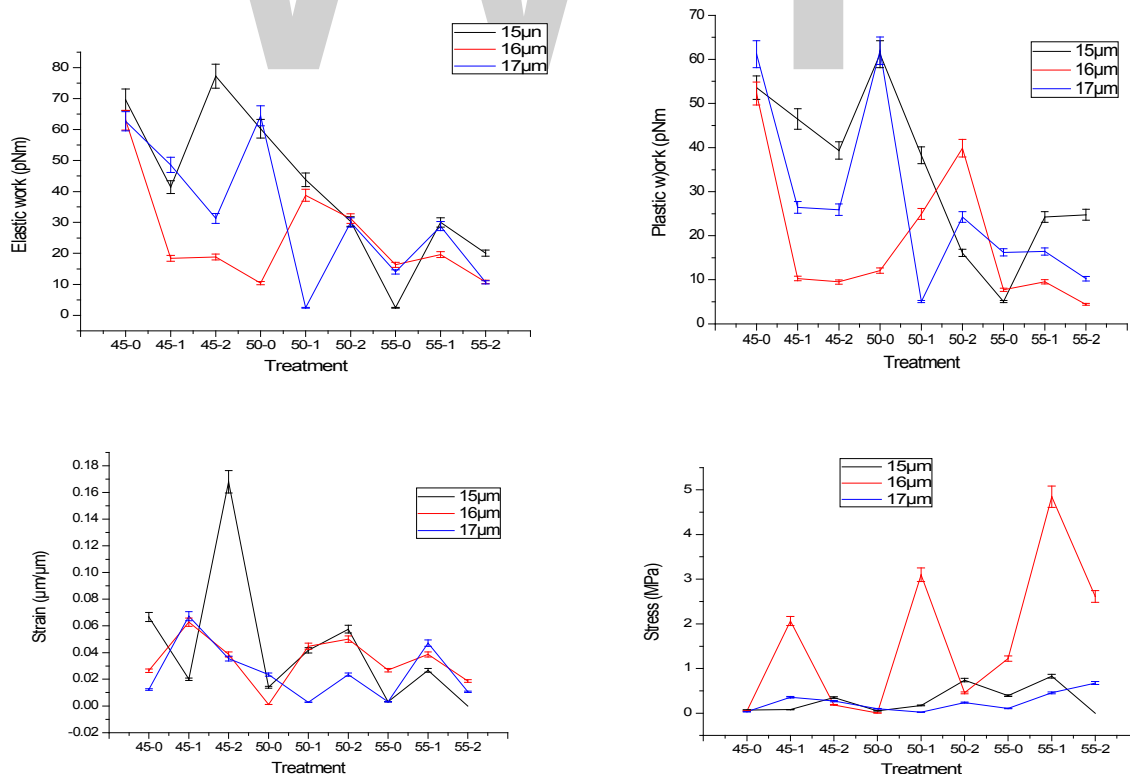 15µn
16µm
17µm
80
70
60
50
40
30
20
10
0
Elastic work (pNm)
45-0 45-1 45-2 50-0 50-1 50-2 55-0 55-1 55-2
Treatment
15µm
16µm
17µm
70
60
50
40
30
20
10
0
Plastic w)ork (pNm
45-0 45-1 45-2 50-0 50-1 50-2 55-0 55-1 55-2
Treatment
15µm
16µm
17µm
0.18
0.16
0.14
0.12
0.10
0.08
0.06
0.04
0.02
0.00
-0.02
Strain (µm/µm)
45-0 45-1 45-2 50-0 50-1 50-2 55-0 55-1 55-2
Treatment
15µm
16µm
17µm
5
4
3
2
1
0
Stress (MPa)
45-0 45-1 45-2 50-0 50-1 50-2 55-0 55-1 55-2
Treatment